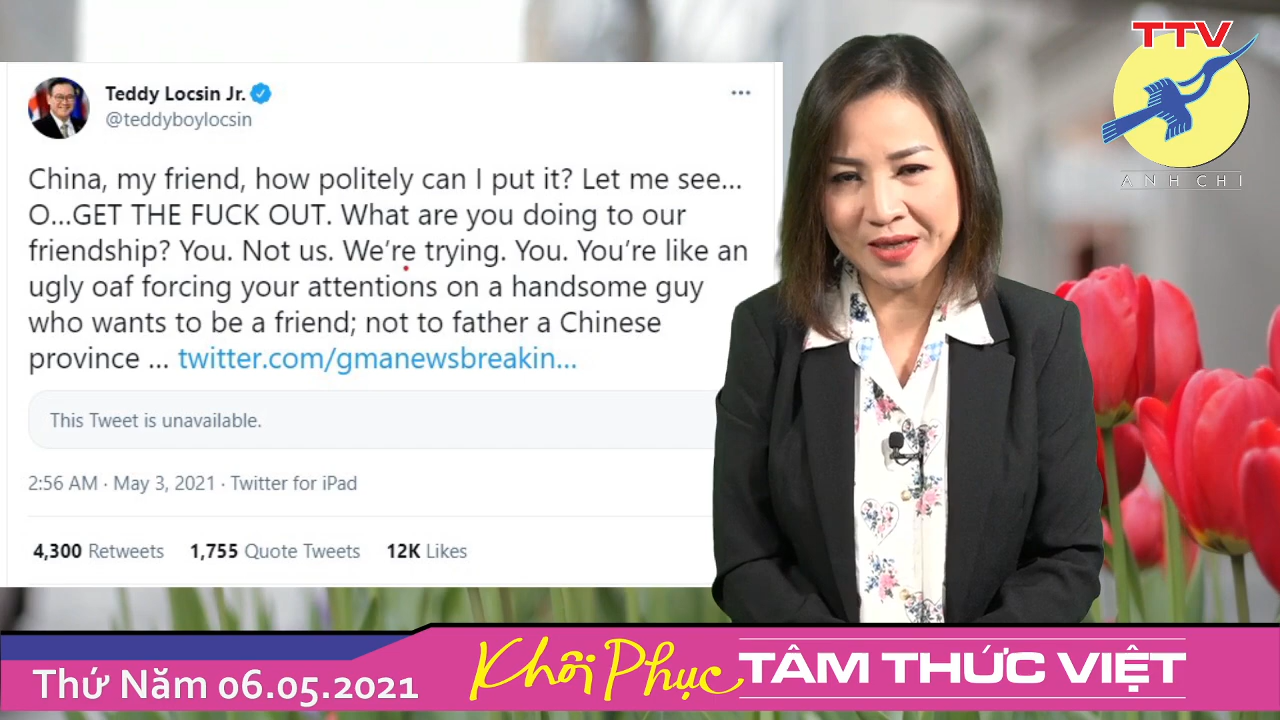 TTV
ANH CHI
Teddy Locsin Jr.
@teddyboylocsin
China, my friend, how politely can I put it? Let me see…
O…GET THE FUCK OUT. What are you doing to our
friendship? You. Not us. We’re trying. You. You’re like an
ugly oaf forcing your attentions on a handsome guy
who wants to be a friend; not to father a Chinese
province … twitter.com/gmanewsbreakin…
This Tweet is unavailable.
2:56 AM · May 3, 2021 · Twitter for iPad
4,300 Retweets 1,755 Quote Tweets 12K Likes
Khôi Phục TÂM THỨC VIỆT
Thứ Năm 06.05.2021